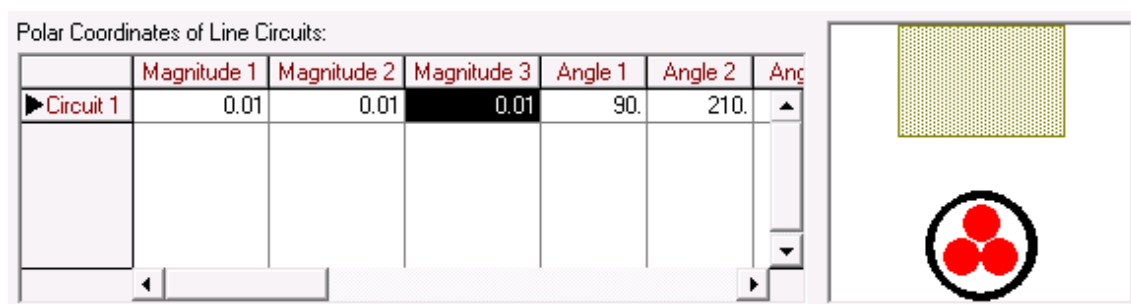 Polar Coordinates of Line Circuits:
Magnitude 1 Magnitude 2 Magnitude 3 Angle 1 Angle 2 Ang
Circuit 1 0.01 0.01 0.01 90. 210.